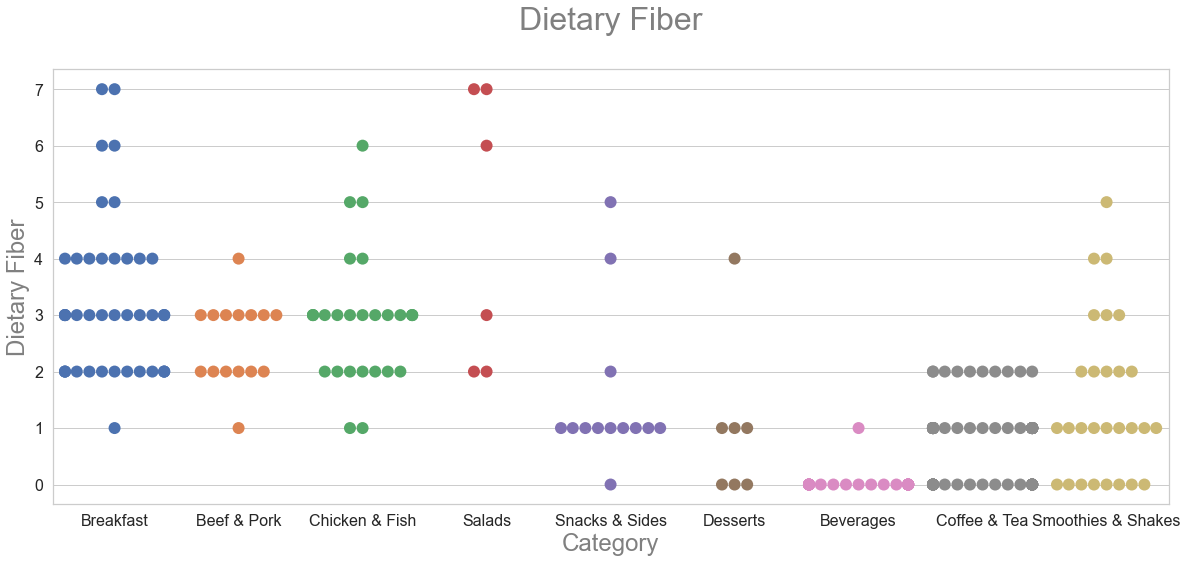 Dietary Fiber
Dietary Fiber
7
6
5
4
3
2
1
0
Breakfast Beef & Pork Chicken & Fish Salads Snacks & Sides Desserts Beverages Coffee & Tea Smoothies & Shakes
Category